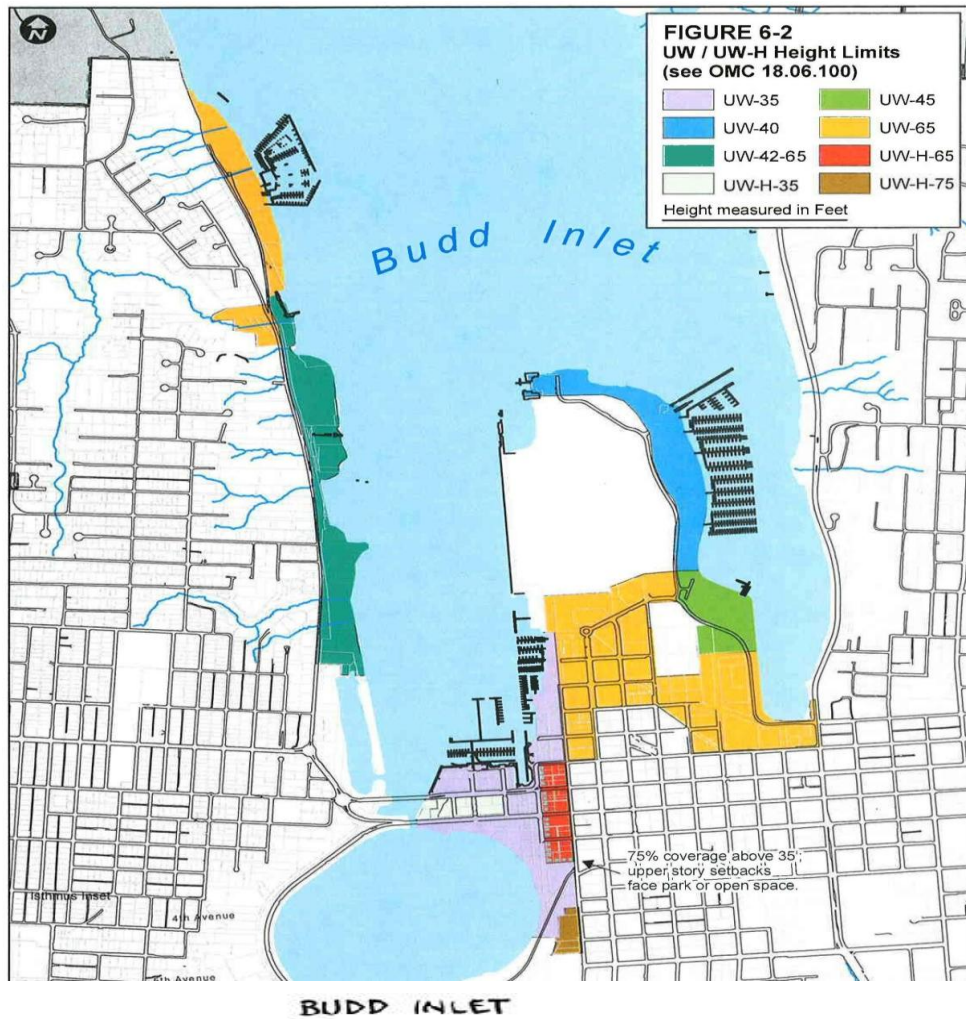 N
FIGURE 6-2
UW / UW-H Height Limits
(see OMC 18.06.100)
UW-35
UW-45
UW-40
UW-65
UW-42-65
UW-H-65
UW-H-35
UW-H-75
Height measured in Feet
Budd Inlet
75% coverage above 35';
upper story setbacks
face park or open space.
Isthmus Inset
4th Avenue
5th Avenue
BUDD INLET